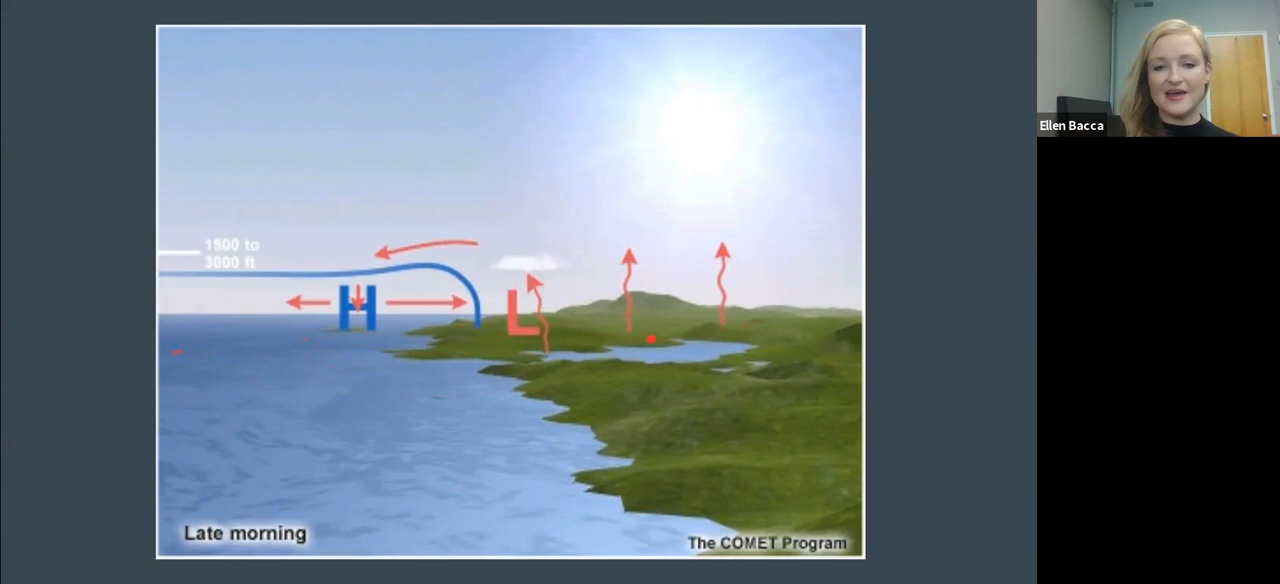 1500 to
3000 ft
H
L
Late morning
The COMET Program
Ellen Bacca